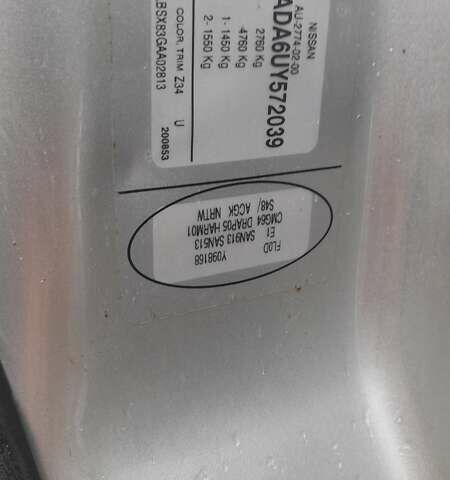 NISSAN
AU-2774-02-00
ADA6UY572039
2760 Kg
4760 Kg
1- 1450 Kg
2- 1550 Kg
COLOR, TRIM Z34 U
BSX83GAA02813
200853
Y098168
SAN913 SAN513
FL0D
E1
CMG64 DRAP05 HARM01
S48/ ACGK NRTW